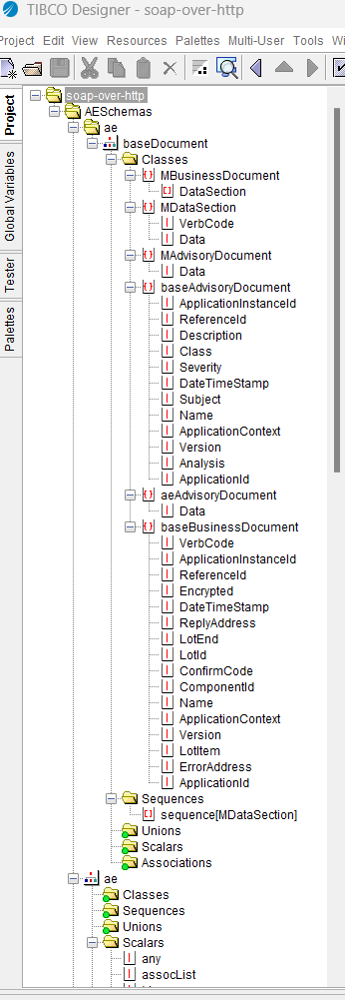 TIBCO Designer - soap-over-http
Project Edit View Resources Palettes Multi-User Tools Wi
Project
Global Variables
Tester
Palettes
soap-over-http
AESchemas
ae
baseDocument
Classes
MBusinessDocument
DataSection
MDataSection
VerbCode
Data
MAdvisoryDocument
Data
baseAdvisoryDocument
ApplicationInstanceId
ReferenceId
Description
Class
Severity
DateTimeStamp
Subject
Name
ApplicationContext
Version
Analysis
ApplicationId
aeAdvisoryDocument
Data
baseBusinessDocument
VerbCode
ApplicationInstanceId
ReferenceId
Encrypted
DateTimeStamp
ReplyAddress
LotEnd
LotId
ConfirmCode
ComponentId
Name
ApplicationContext
Version
LotItem
ErrorAddress
ApplicationId
Sequences
sequence[MDataSection]
Unions
Scalars
Associations
ae
Classes
Sequences
Unions
Scalars
any
assocList